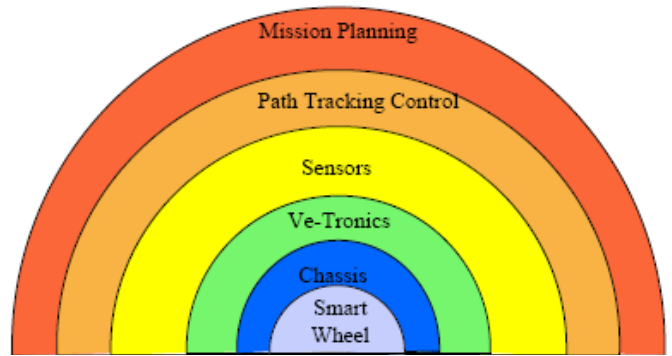 Mission Planning
Path Tracking Control
Sensors
Ve-Tronics
Chassis
Smart
Wheel